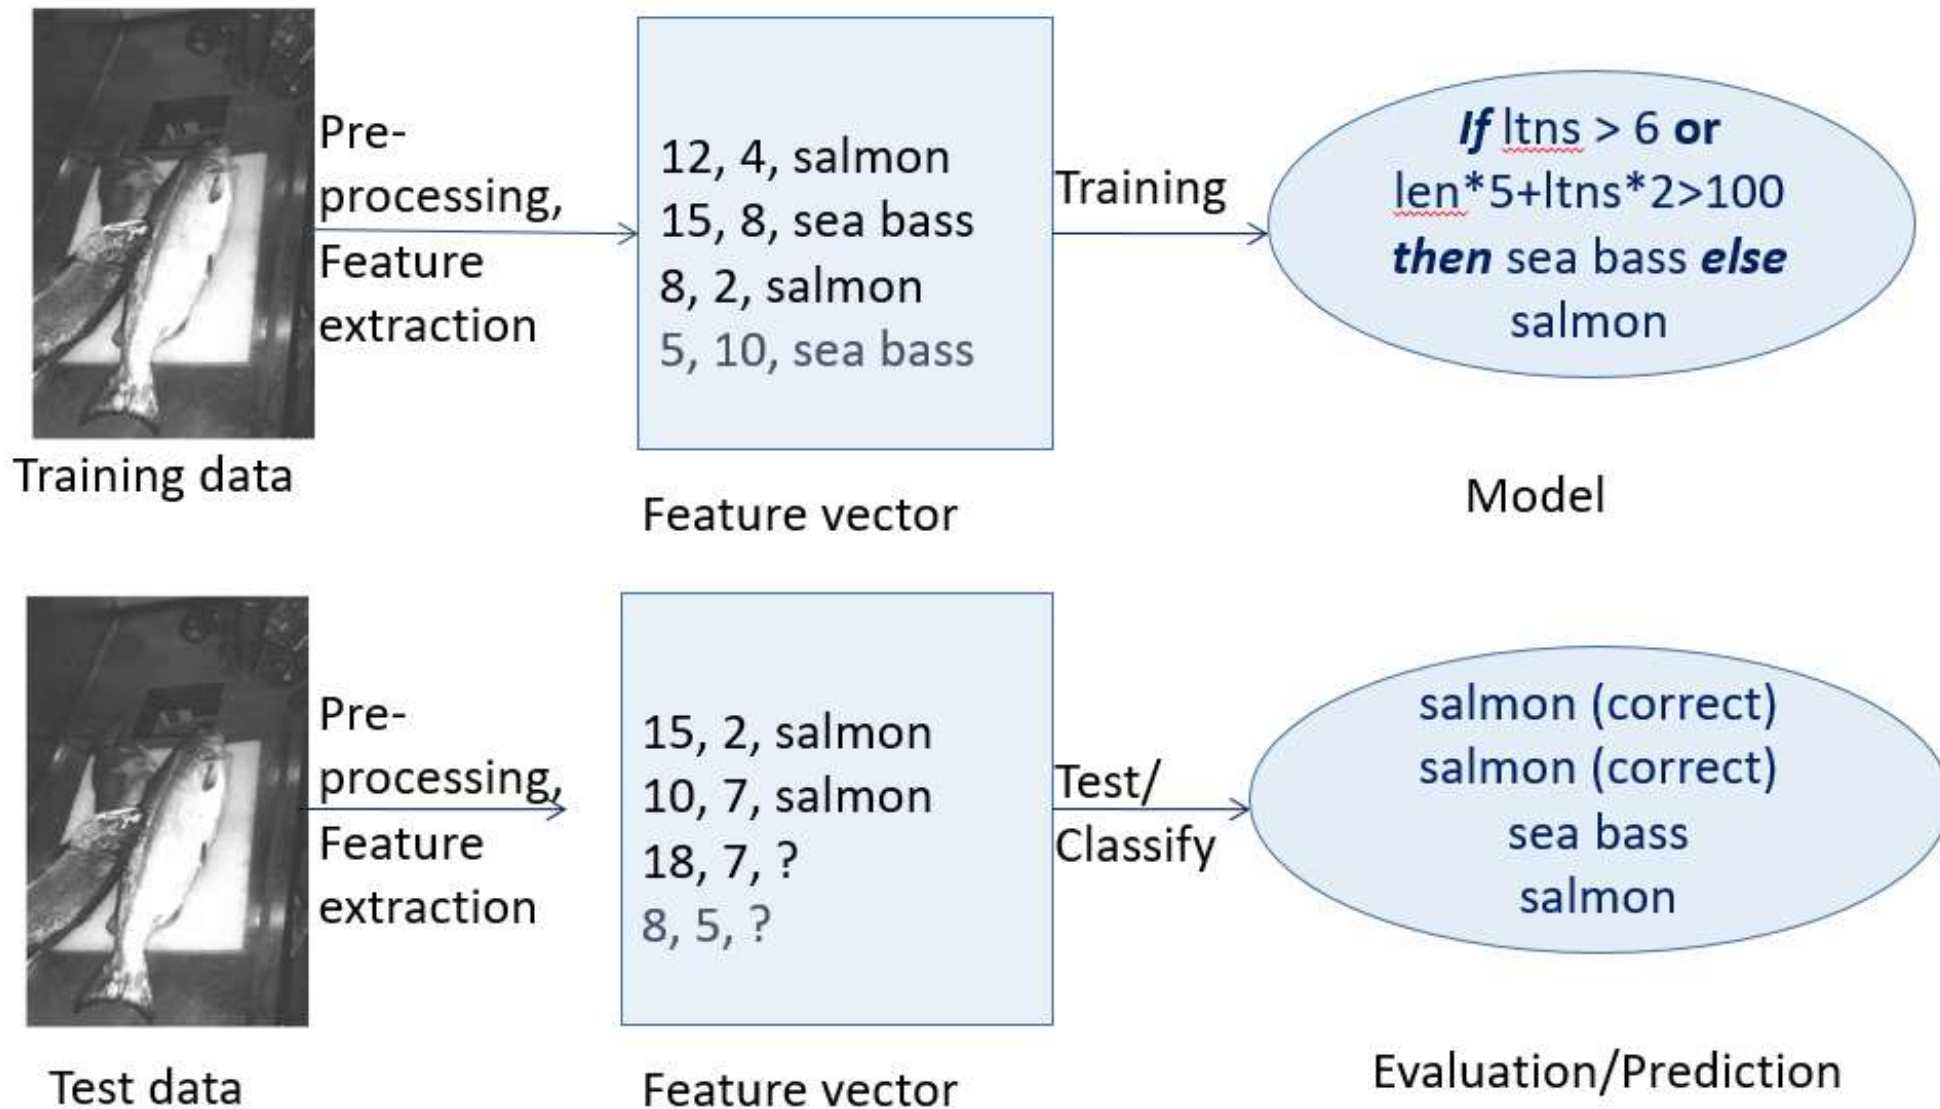 Pre-
processing,
Feature
extraction
Training data
12, 4, salmon
15, 8, sea bass
8, 2, salmon
5, 10, sea bass
Feature vector
Training
If ltns > 6 or
len*5+ltns*2>100
then sea bass else
salmon
Model
Pre-
processing,
Feature
extraction
Test data
15, 2, salmon
10, 7, salmon
18, 7, ?
8, 5, ?
Feature vector
Test/
Classify
salmon (correct)
salmon (correct)
sea bass
salmon
Evaluation/Prediction